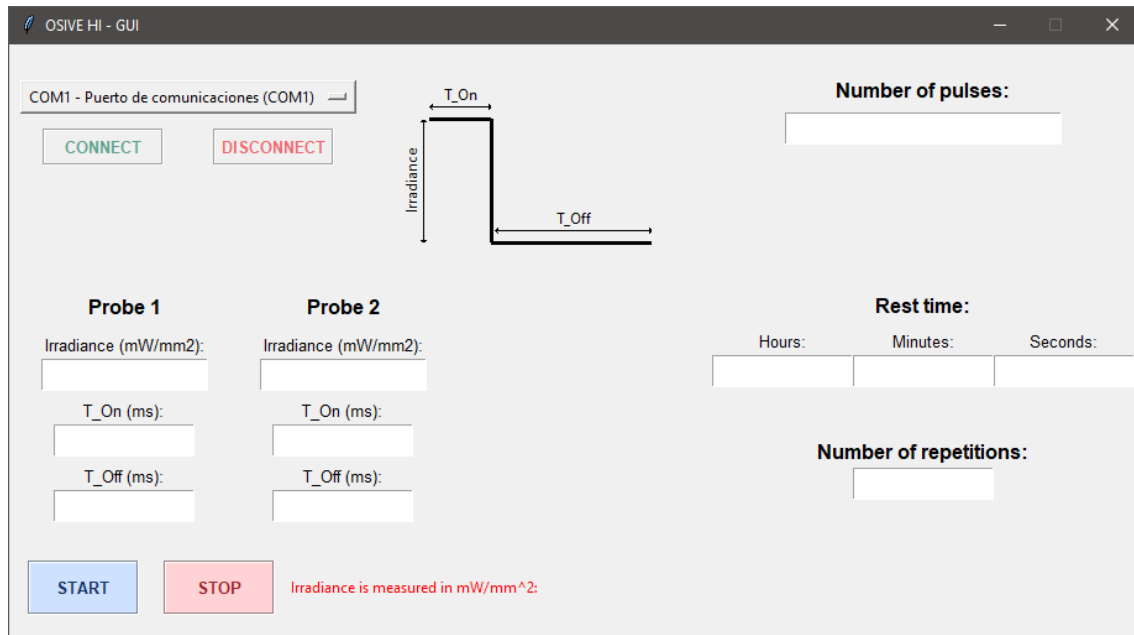 OSIVE HI - GUI
COM1 - Puerto de comunicaciones (COM1)
CONNECT
DISCONNECT
T_On
Irradiance
T_Off
Number of pulses:
Probe 1
Irradiance (mW/mm2):
T_On (ms):
T_Off (ms):
Probe 2
Irradiance (mW/mm2):
T_On (ms):
T_Off (ms):
Rest time:
Hours:
Minutes:
Seconds:
Number of repetitions:
START
STOP
Irradiance is measured in mW/mm^2: